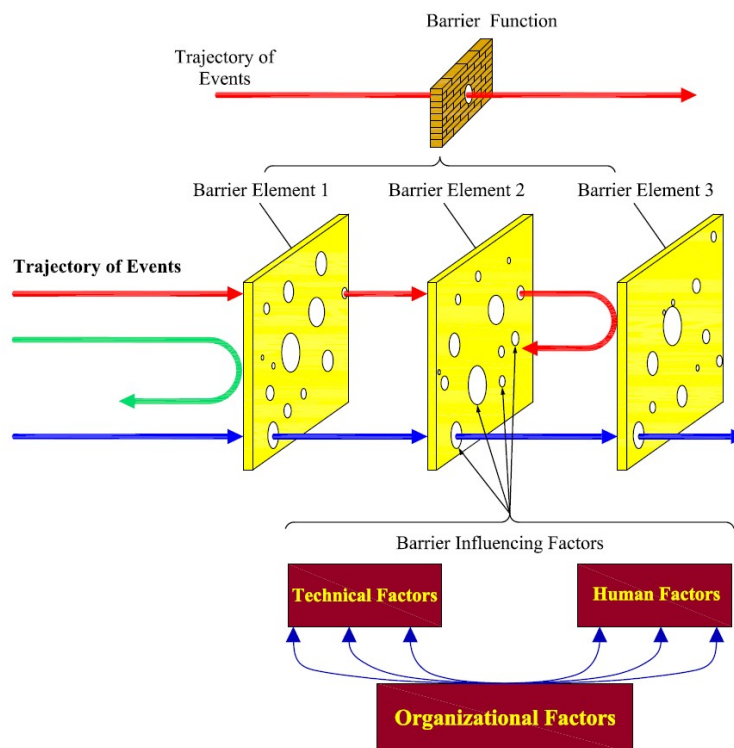 Barrier Function
Trajectory of
Events
Barrier Element 1
Barrier Element 2
Barrier Element 3
Trajectory of Events
Barrier Influencing Factors
Technical Factors
Human Factors
Organizational Factors